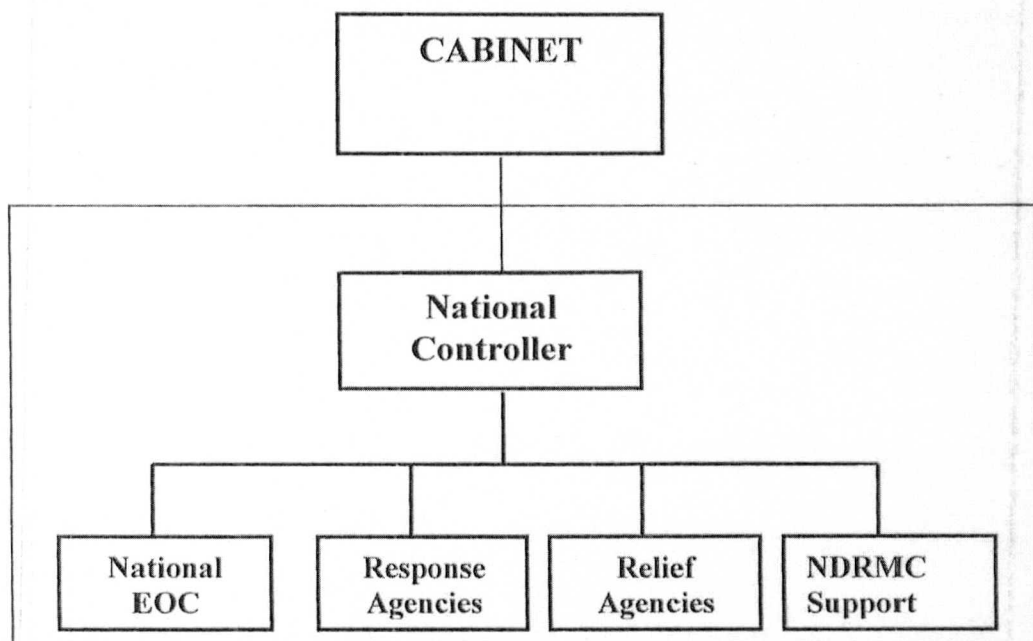 CABINET
National
Controller
National
EOC
Response
Agencies
Relief
Agencies
NDRMC
Support